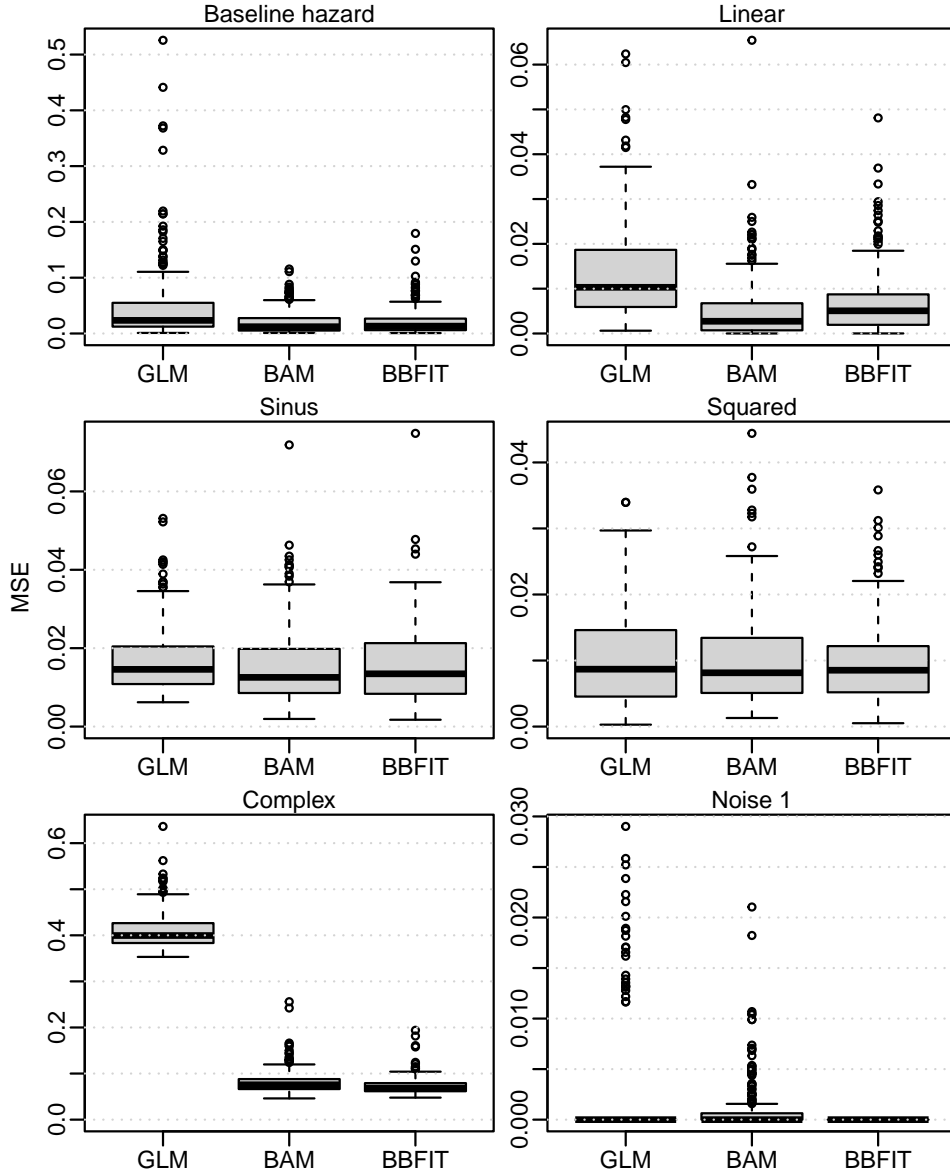 Baseline hazard
0.5
0.4
0.3
0.2
0.1
0.0
GLM BAM BBFIT
Linear
0.06
0.04
0.02
0.00
GLM BAM BBFIT
MSE
Sinus
0.06
0.04
0.02
0.00
GLM BAM BBFIT
Squared
0.04
0.02
0.00
GLM BAM BBFIT
Complex
0.6
0.4
0.2
0.0
GLM BAM BBFIT
Noise 1
0.030
0.020
0.010
0.000
GLM BAM BBFIT